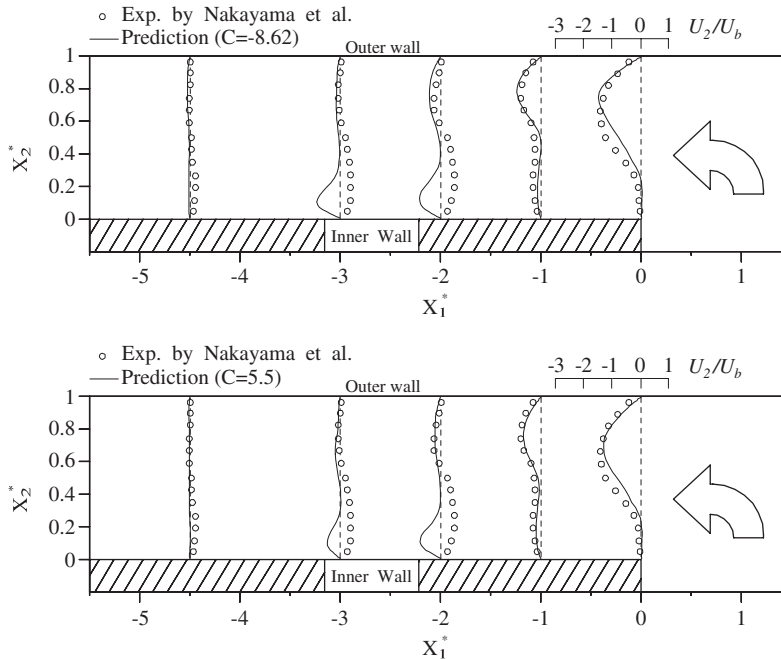 Exp. by Nakayama et al.
Prediction (C=-8.62)
-3 -2 -1 0 1 U2/Ub
Outer wall
1
0.8
0.6
0.4
0.2
0
X2*
Inner Wall
-5 -4 -3 -2 -1 0 1
X1*
Exp. by Nakayama et al.
Prediction (C=5.5)
-3 -2 -1 0 1 U2/Ub
Outer wall
1
0.8
0.6
0.4
0.2
0
X2*
Inner Wall
-5 -4 -3 -2 -1 0 1
X1*